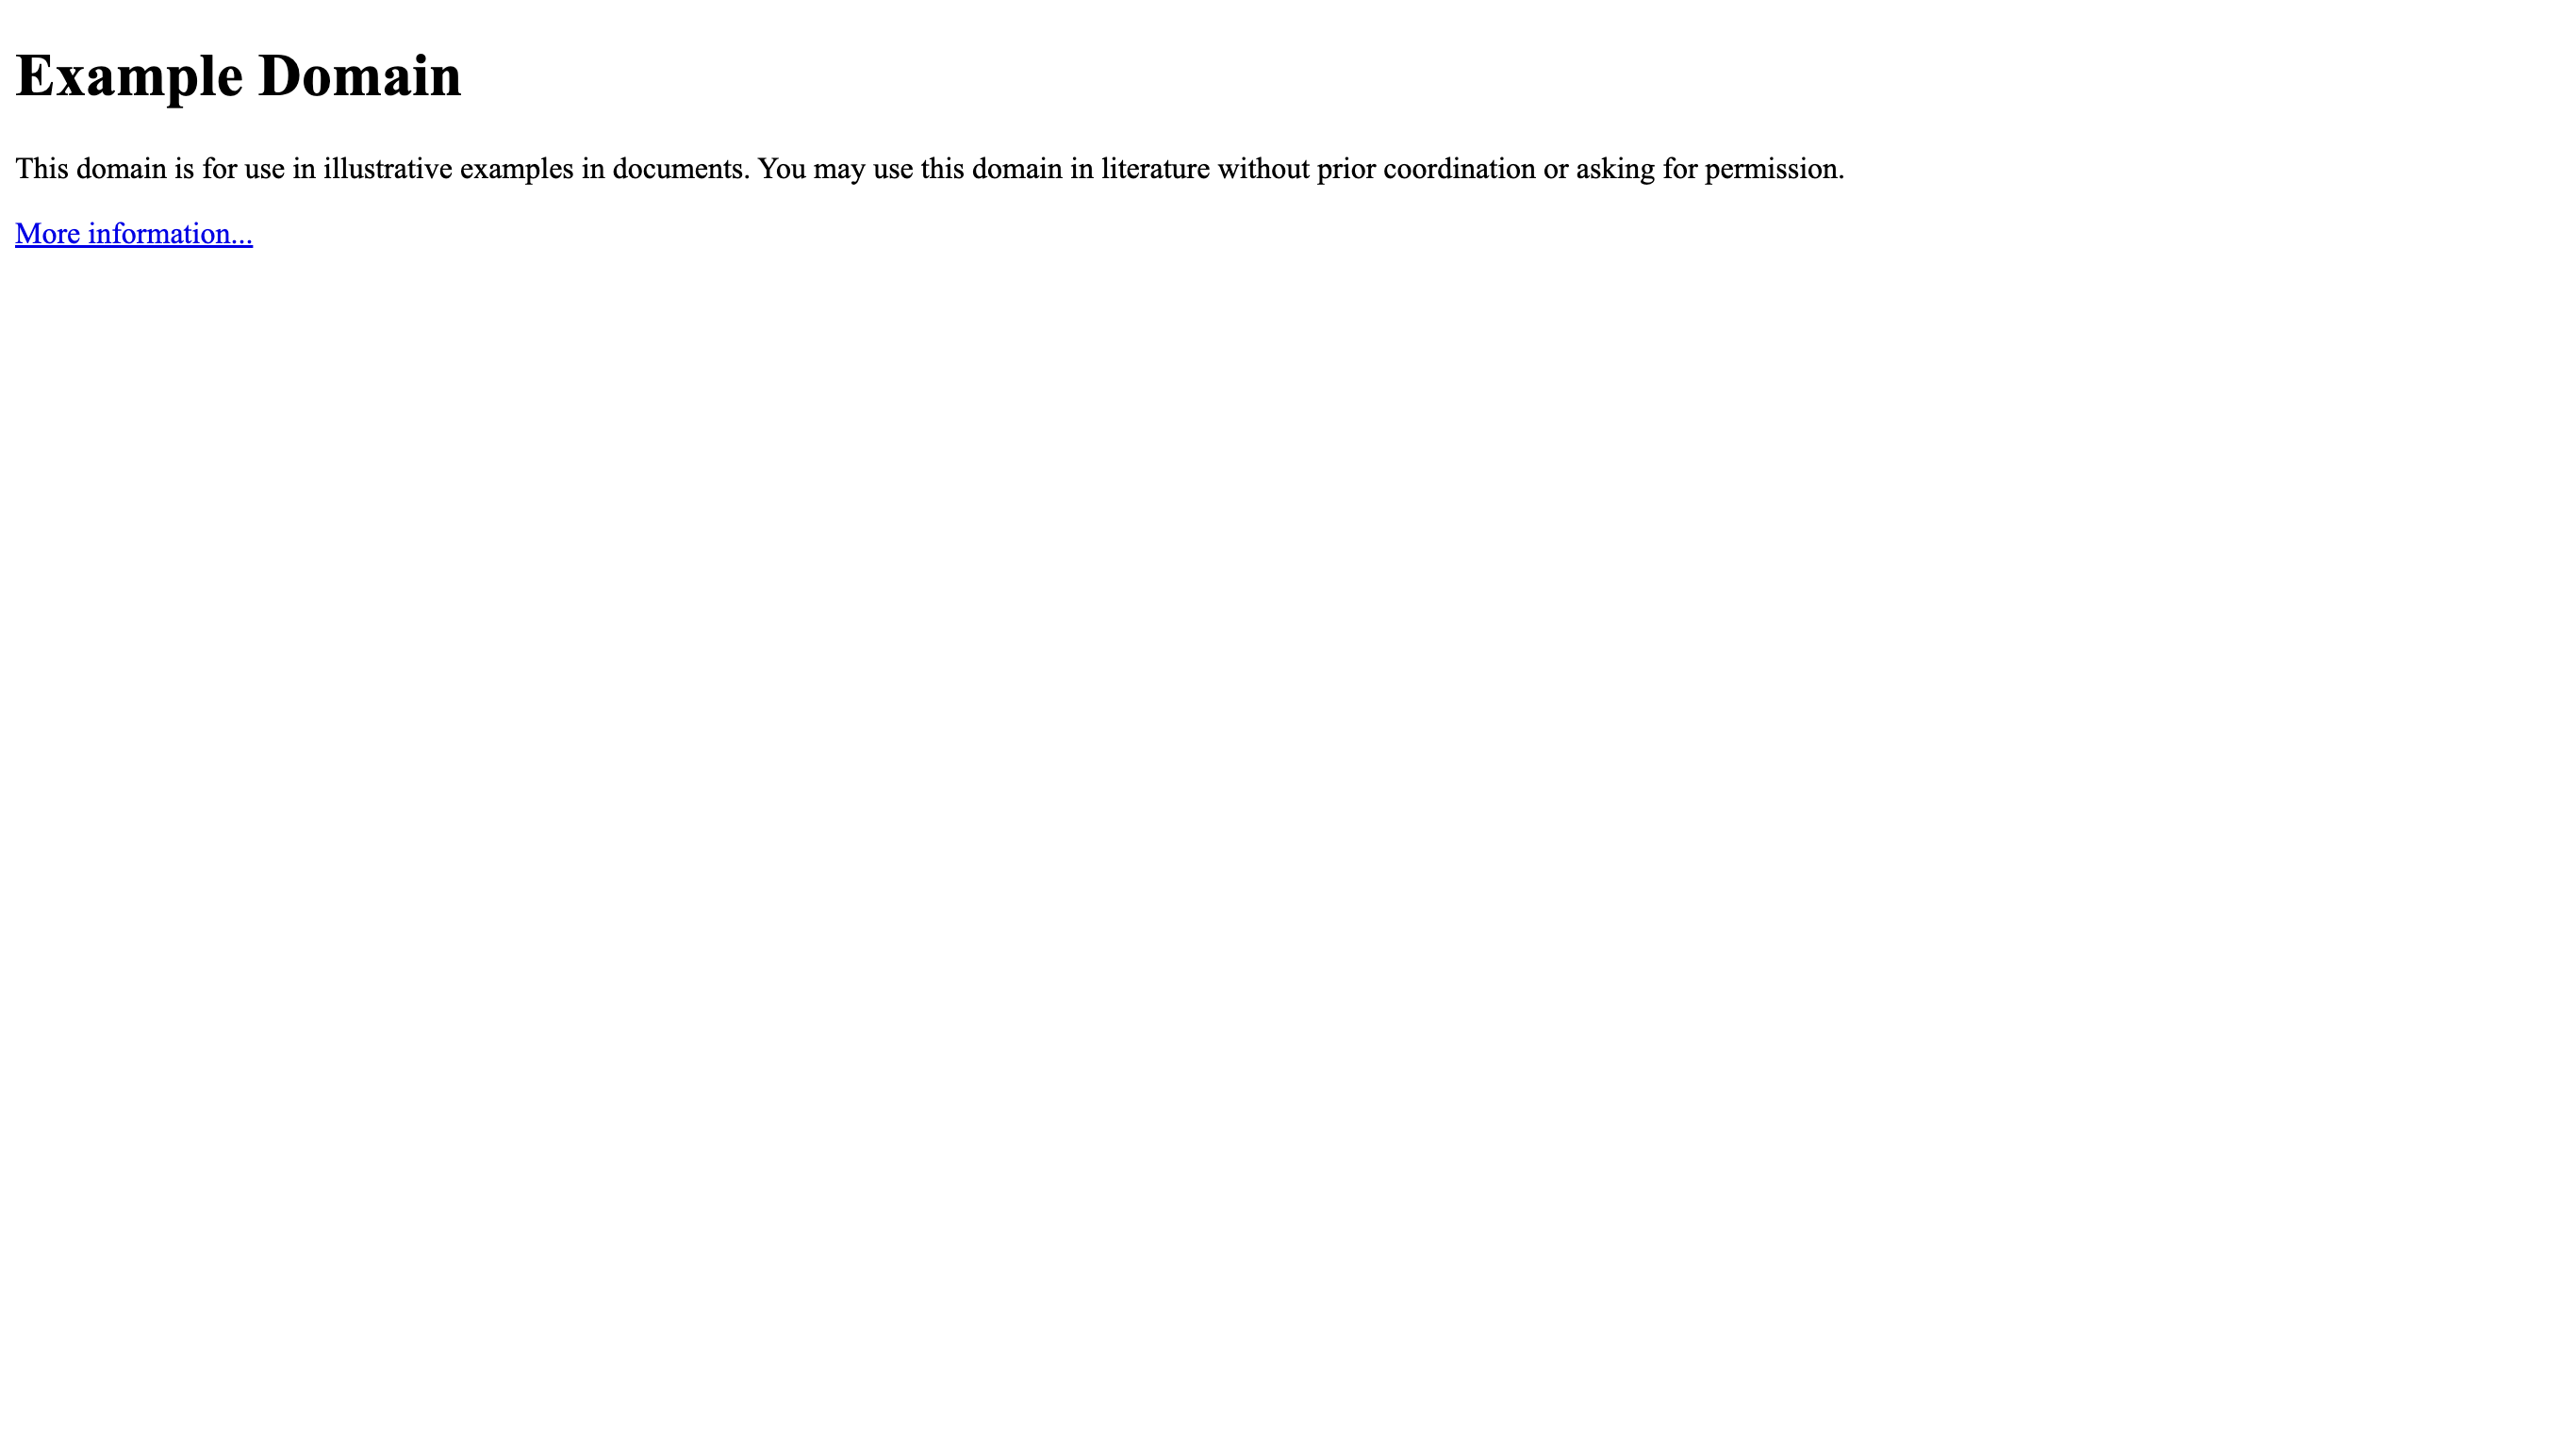 Example Domain
This domain is for use in illustrative examples in documents. You may use this domain in literature without prior coordination or asking for permission.
More information...